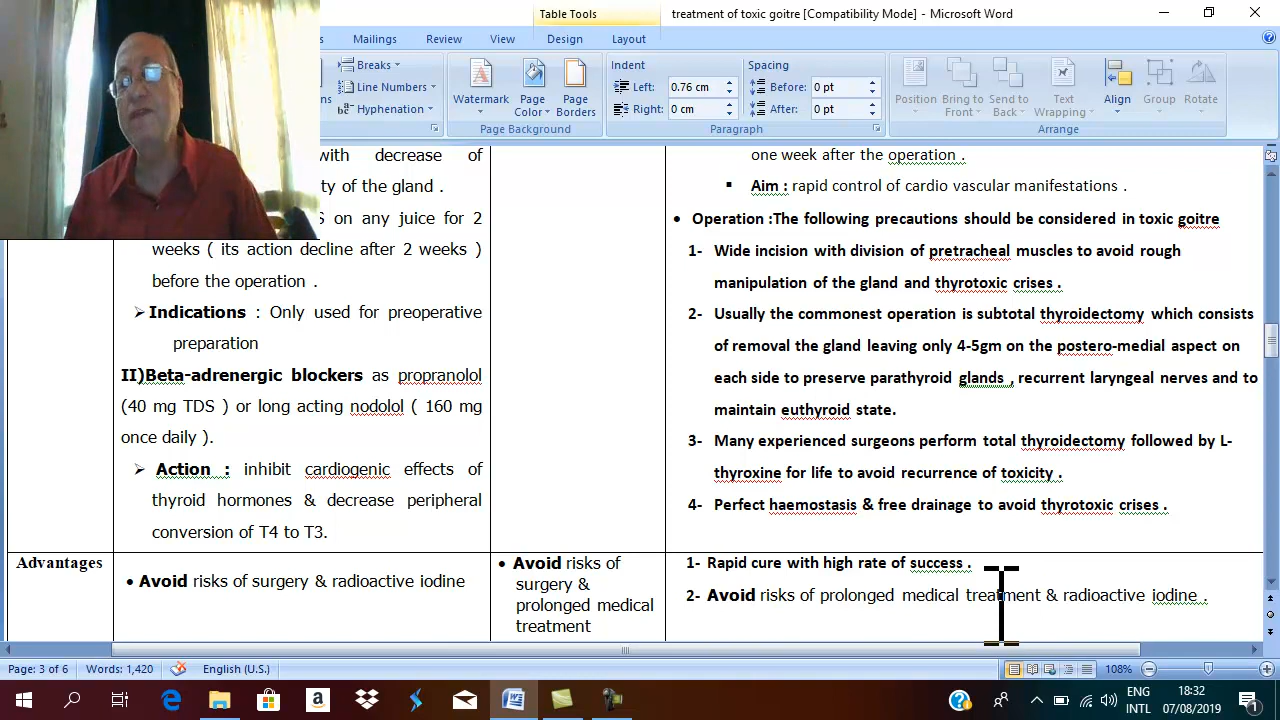 Table Tools
treatment of toxic goitre [Compatibility Mode] - Microsoft Word
Mailings Review View Design Layout
Breaks
Line Numbers
Hyphenation
Watermark
Page Color
Page Borders
Page Background
Indent
Left: 0.76 cm
Right: 0 cm
Spacing
Before: 0 pt
After: 0 pt
Paragraph
Position
Bring to Front
Send to Back
Text Wrapping
Align
Group
Rotate
Arrange
with decrease of
ty of the gland .
S on any juice for 2
weeks ( its action decline after 2 weeks )
before the operation .
Indications : Only used for preoperative
preparation
II)Beta-adrenergic blockers as propranolol
(40 mg TDS ) or long acting nodolol ( 160 mg
once daily ).
Action : inhibit cardiogenic effects of
thyroid hormones & decrease peripheral
conversion of T4 to T3.
one week after the operation .
Aim : rapid control of cardio vascular manifestations .
Operation :The following precautions should be considered in toxic goitre
1- Wide incision with division of pretracheal muscles to avoid rough
manipulation of the gland and thyrotoxic crises .
2- Usually the commonest operation is subtotal thyroidectomy which consists
of removal the gland leaving only 4-5gm on the postero-medial aspect on
each side to preserve parathyroid glands , recurrent laryngeal nerves and to
maintain euthyroid state.
3- Many experienced surgeons perform total thyroidectomy followed by L-
thyroxine for life to avoid recurrence of toxicity .
4- Perfect haemostasis & free drainage to avoid thyrotoxic crises .
Advantages
Avoid risks of surgery & radioactive iodine
Avoid risks of
surgery &
prolonged medical
treatment
1- Rapid cure with high rate of success .
2- Avoid risks of prolonged medical treatment & radioactive iodine .
Page: 3 of 6 Words: 1,420 English (U.S.) 108%
ENG
INTL
18:32
07/08/2019